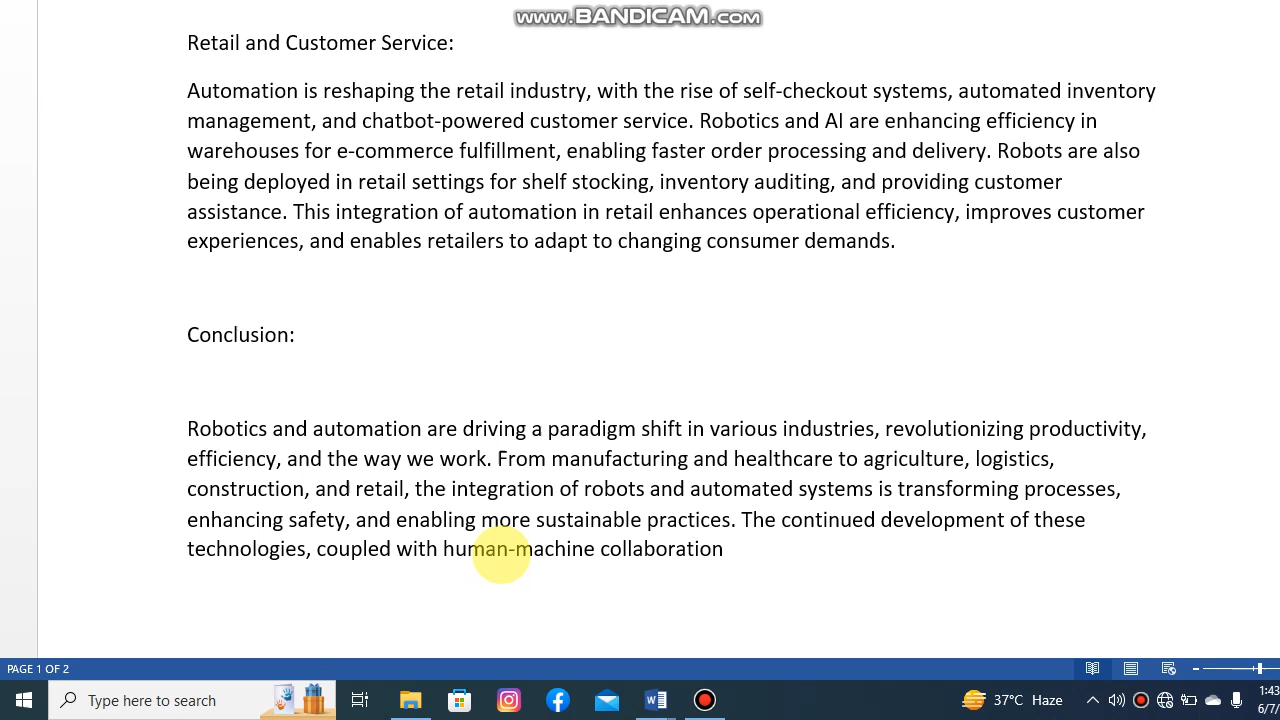 www.BANDICAM.com
Retail and Customer Service:
Automation is reshaping the retail industry, with the rise of self-checkout systems, automated inventory
management, and chatbot-powered customer service. Robotics and AI are enhancing efficiency in
warehouses for e-commerce fulfillment, enabling faster order processing and delivery. Robots are also
being deployed in retail settings for shelf stocking, inventory auditing, and providing customer
assistance. This integration of automation in retail enhances operational efficiency, improves customer
experiences, and enables retailers to adapt to changing consumer demands.
Conclusion:
Robotics and automation are driving a paradigm shift in various industries, revolutionizing productivity,
efficiency, and the way we work. From manufacturing and healthcare to agriculture, logistics,
construction, and retail, the integration of robots and automated systems is transforming processes,
enhancing safety, and enabling more sustainable practices. The continued development of these
technologies, coupled with human-machine collaboration
PAGE 1 OF 2
Type here to search
37°C Haze
1:43
6/7/